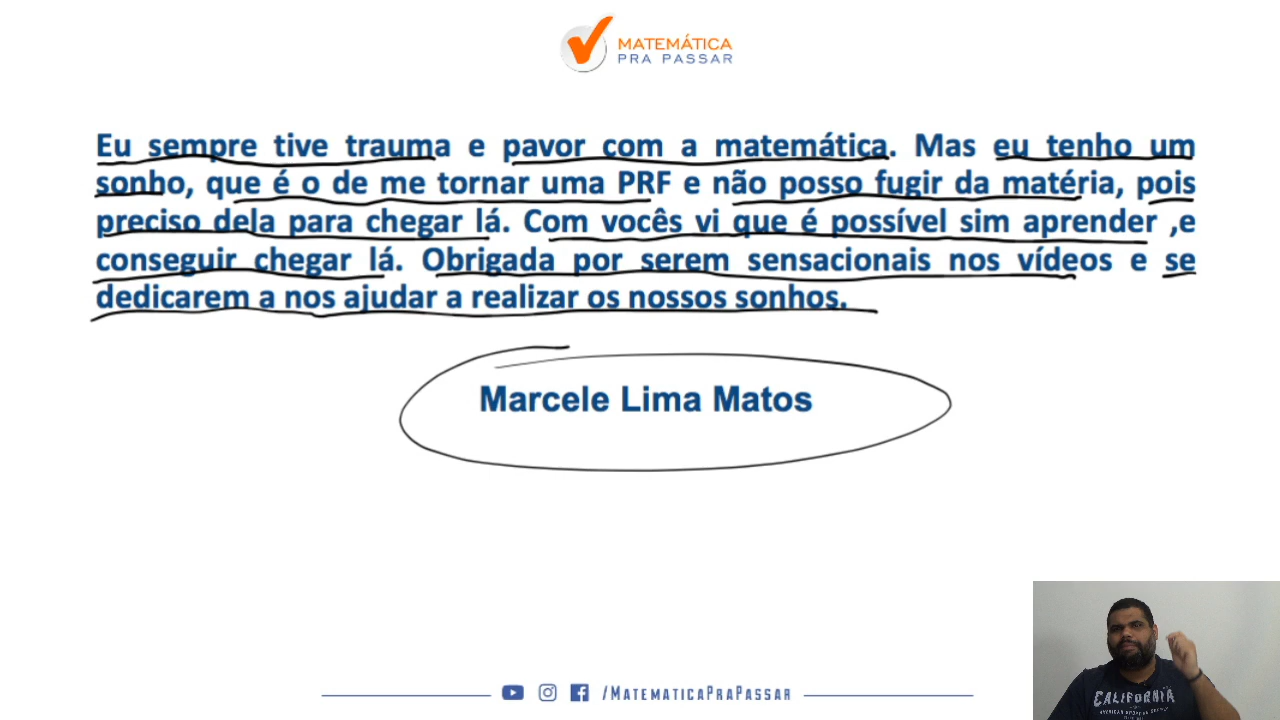 MATEMÁTICA
PRA PASSAR
Eu sempre tive trauma e pavor com a matemática. Mas eu tenho um
sonho, que é o de me tornar uma PRF e não posso fugir da matéria, pois
preciso dela para chegar lá. Com vocês vi que é possível sim aprender ,e
conseguir chegar lá. Obrigada por serem sensacionais nos vídeos e se
dedicarem a nos ajudar a realizar os nossos sonhos.
Marcele Lima Matos
/MATEMATICAPRAPASSAR
CALIFORNIA